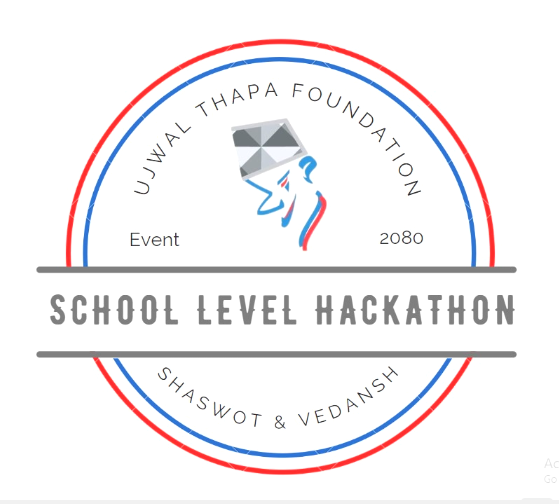 UJWAL THAPA FOUNDATION
Event
2080
SCHOOL LEVEL HACKATHON
SHASWOT & VEDANSH